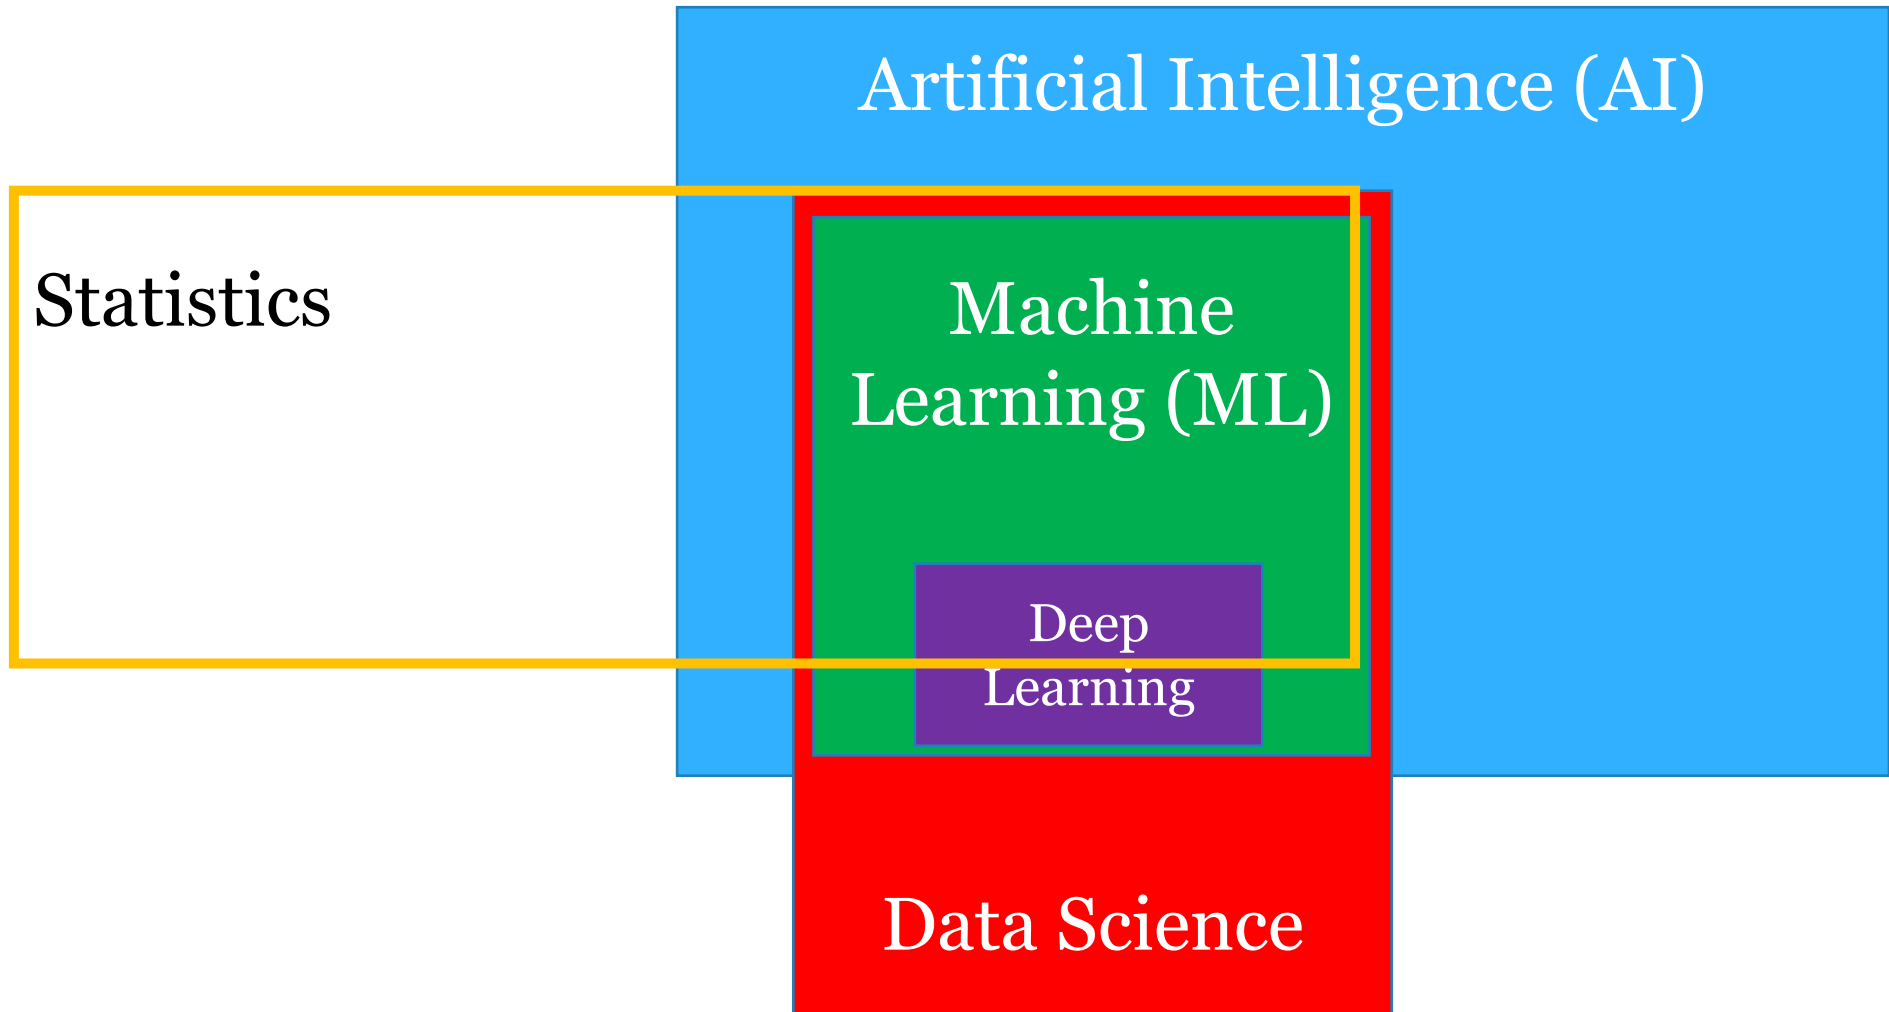 Artificial Intelligence (AI)
Statistics
Machine
Learning (ML)
Deep
Learning
Data Science